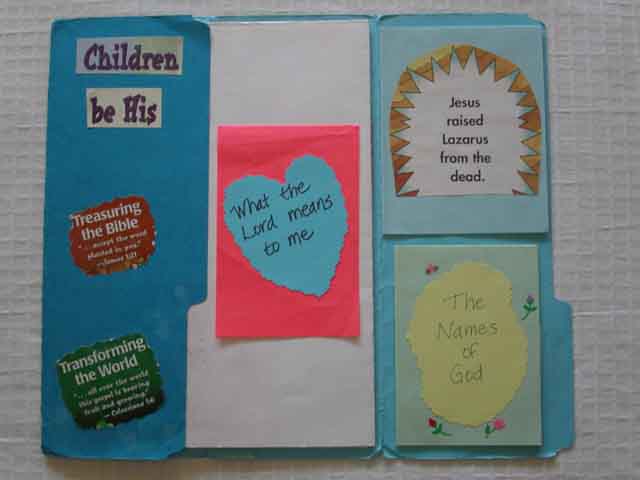 Children
be His
Treasuring
the Bible
"...accept the word
planted in you."
—James 1:21
Transforming
the World
"...all over the world
this gospel is bearing
fruit and growing."
— Colossians 1:6
What the
Lord means
to me
Jesus
raised
Lazarus
from the
dead.
The
Names
of
God